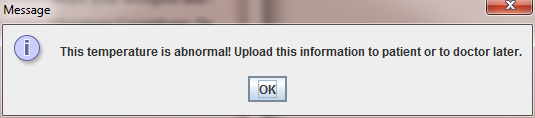 Message
This temperature is abnormal! Upload this information to patient or to doctor later.
OK